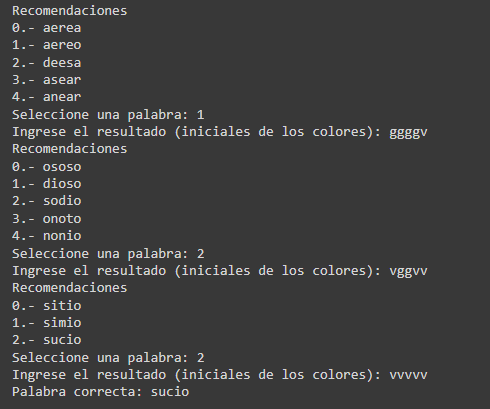 Recomendaciones
0.- aerea
1.- aereo
2.- deesa
3.- asear
4.- anear
Seleccione una palabra: 1
Ingrese el resultado (iniciales de los colores): ggggv
Recomendaciones
0.- ososo
1.- dioso
2.- sodio
3.- onoto
4.- nonio
Seleccione una palabra: 2
Ingrese el resultado (iniciales de los colores): vggvv
Recomendaciones
0.- sitio
1.- simio
2.- sucio
Seleccione una palabra: 2
Ingrese el resultado (iniciales de los colores): vvvvv
Palabra correcta: sucio